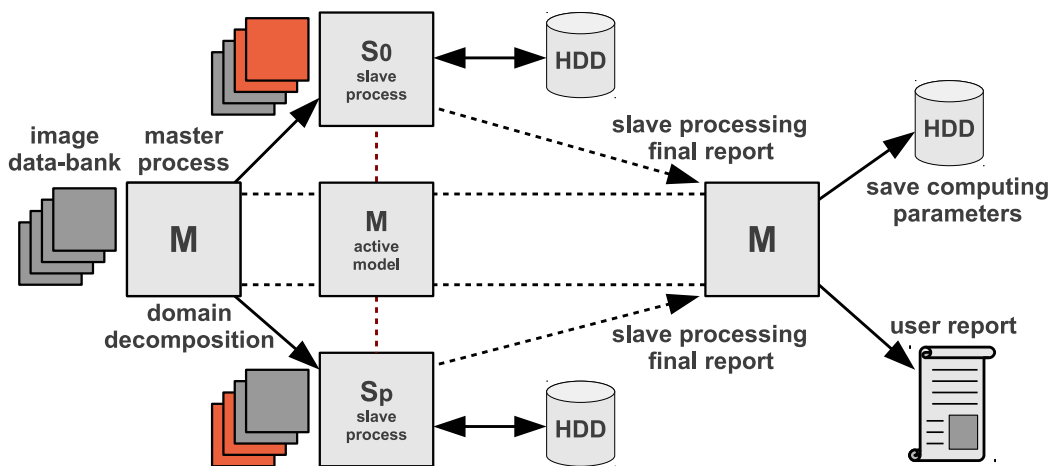 S0
slave
process
HDD
image
data-bank
master
process
slave processing
final report
HDD
save computing
parameters
M
M
active
model
M
domain
decomposition
slave processing
final report
user report
Sp
slave
process
HDD